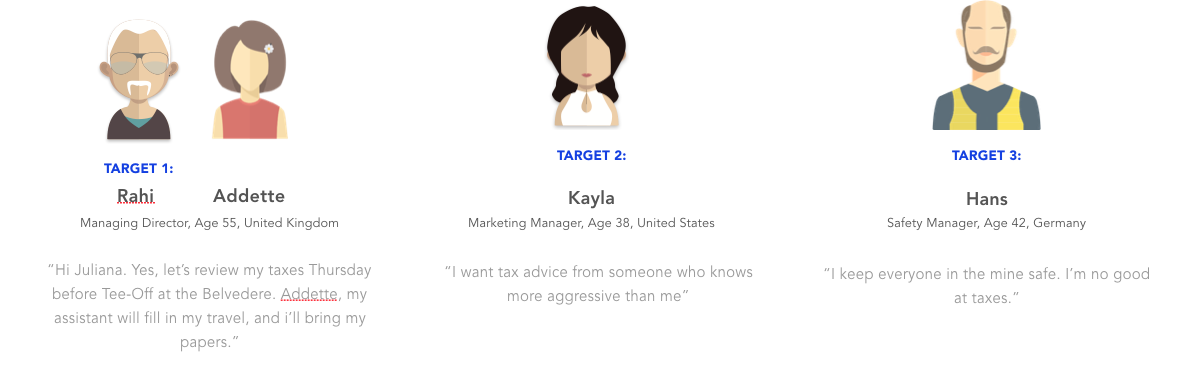 TARGET 1:
Rahi
Addette
Managing Director, Age 55, United Kingdom
“Hi Juliana. Yes, let’s review my taxes Thursday
before Tee-Off at the Belvedere. Addette, my
assistant will fill in my travel, and i’ll bring my
papers.”
TARGET 2:
Kayla
Marketing Manager, Age 38, United States
“I want tax advice from someone who knows
more aggressive than me”
TARGET 3:
Hans
Safety Manager, Age 42, Germany
“I keep everyone in the mine safe. I’m no good
at taxes.“